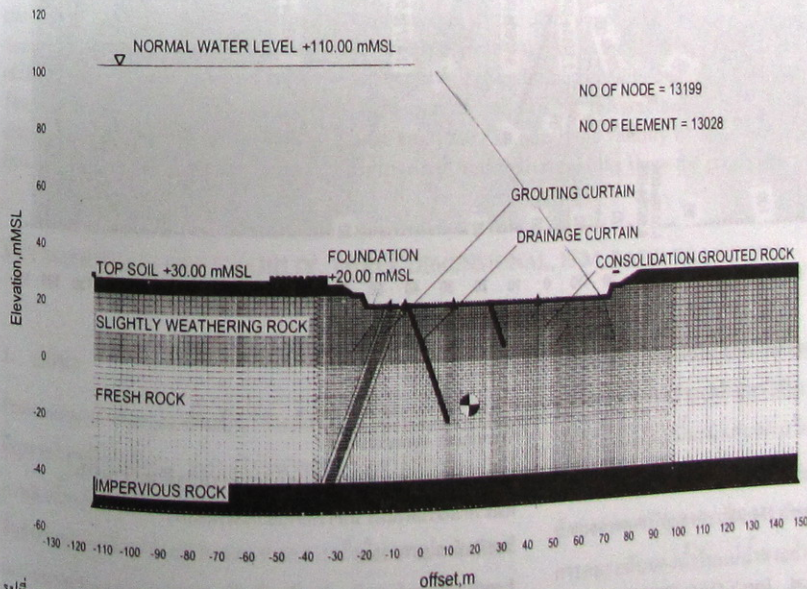 120
NORMAL WATER LEVEL +110.00 mMSL
100
NO OF NODE = 13199
80
NO OF ELEMENT = 13028
60
GROUTING CURTAIN
40
DRAINAGE CURTAIN
FOUNDATION
+20.00 mMSL
CONSOLIDATION GROUTED ROCK
TOP SOIL +30.00 mMSL
20
SLIGHTLY WEATHERING ROCK
0
FRESH ROCK
-20
-40
IMPERVIOUS ROCK
-60
Elevation,mMSL
-130 -120 -110 -100 -90 -80 -70 -60 -50 -40 -30 -20 -10 0 10 20 30 40 50 60 70 80 90 100 110 120 130 140 150
offset,m